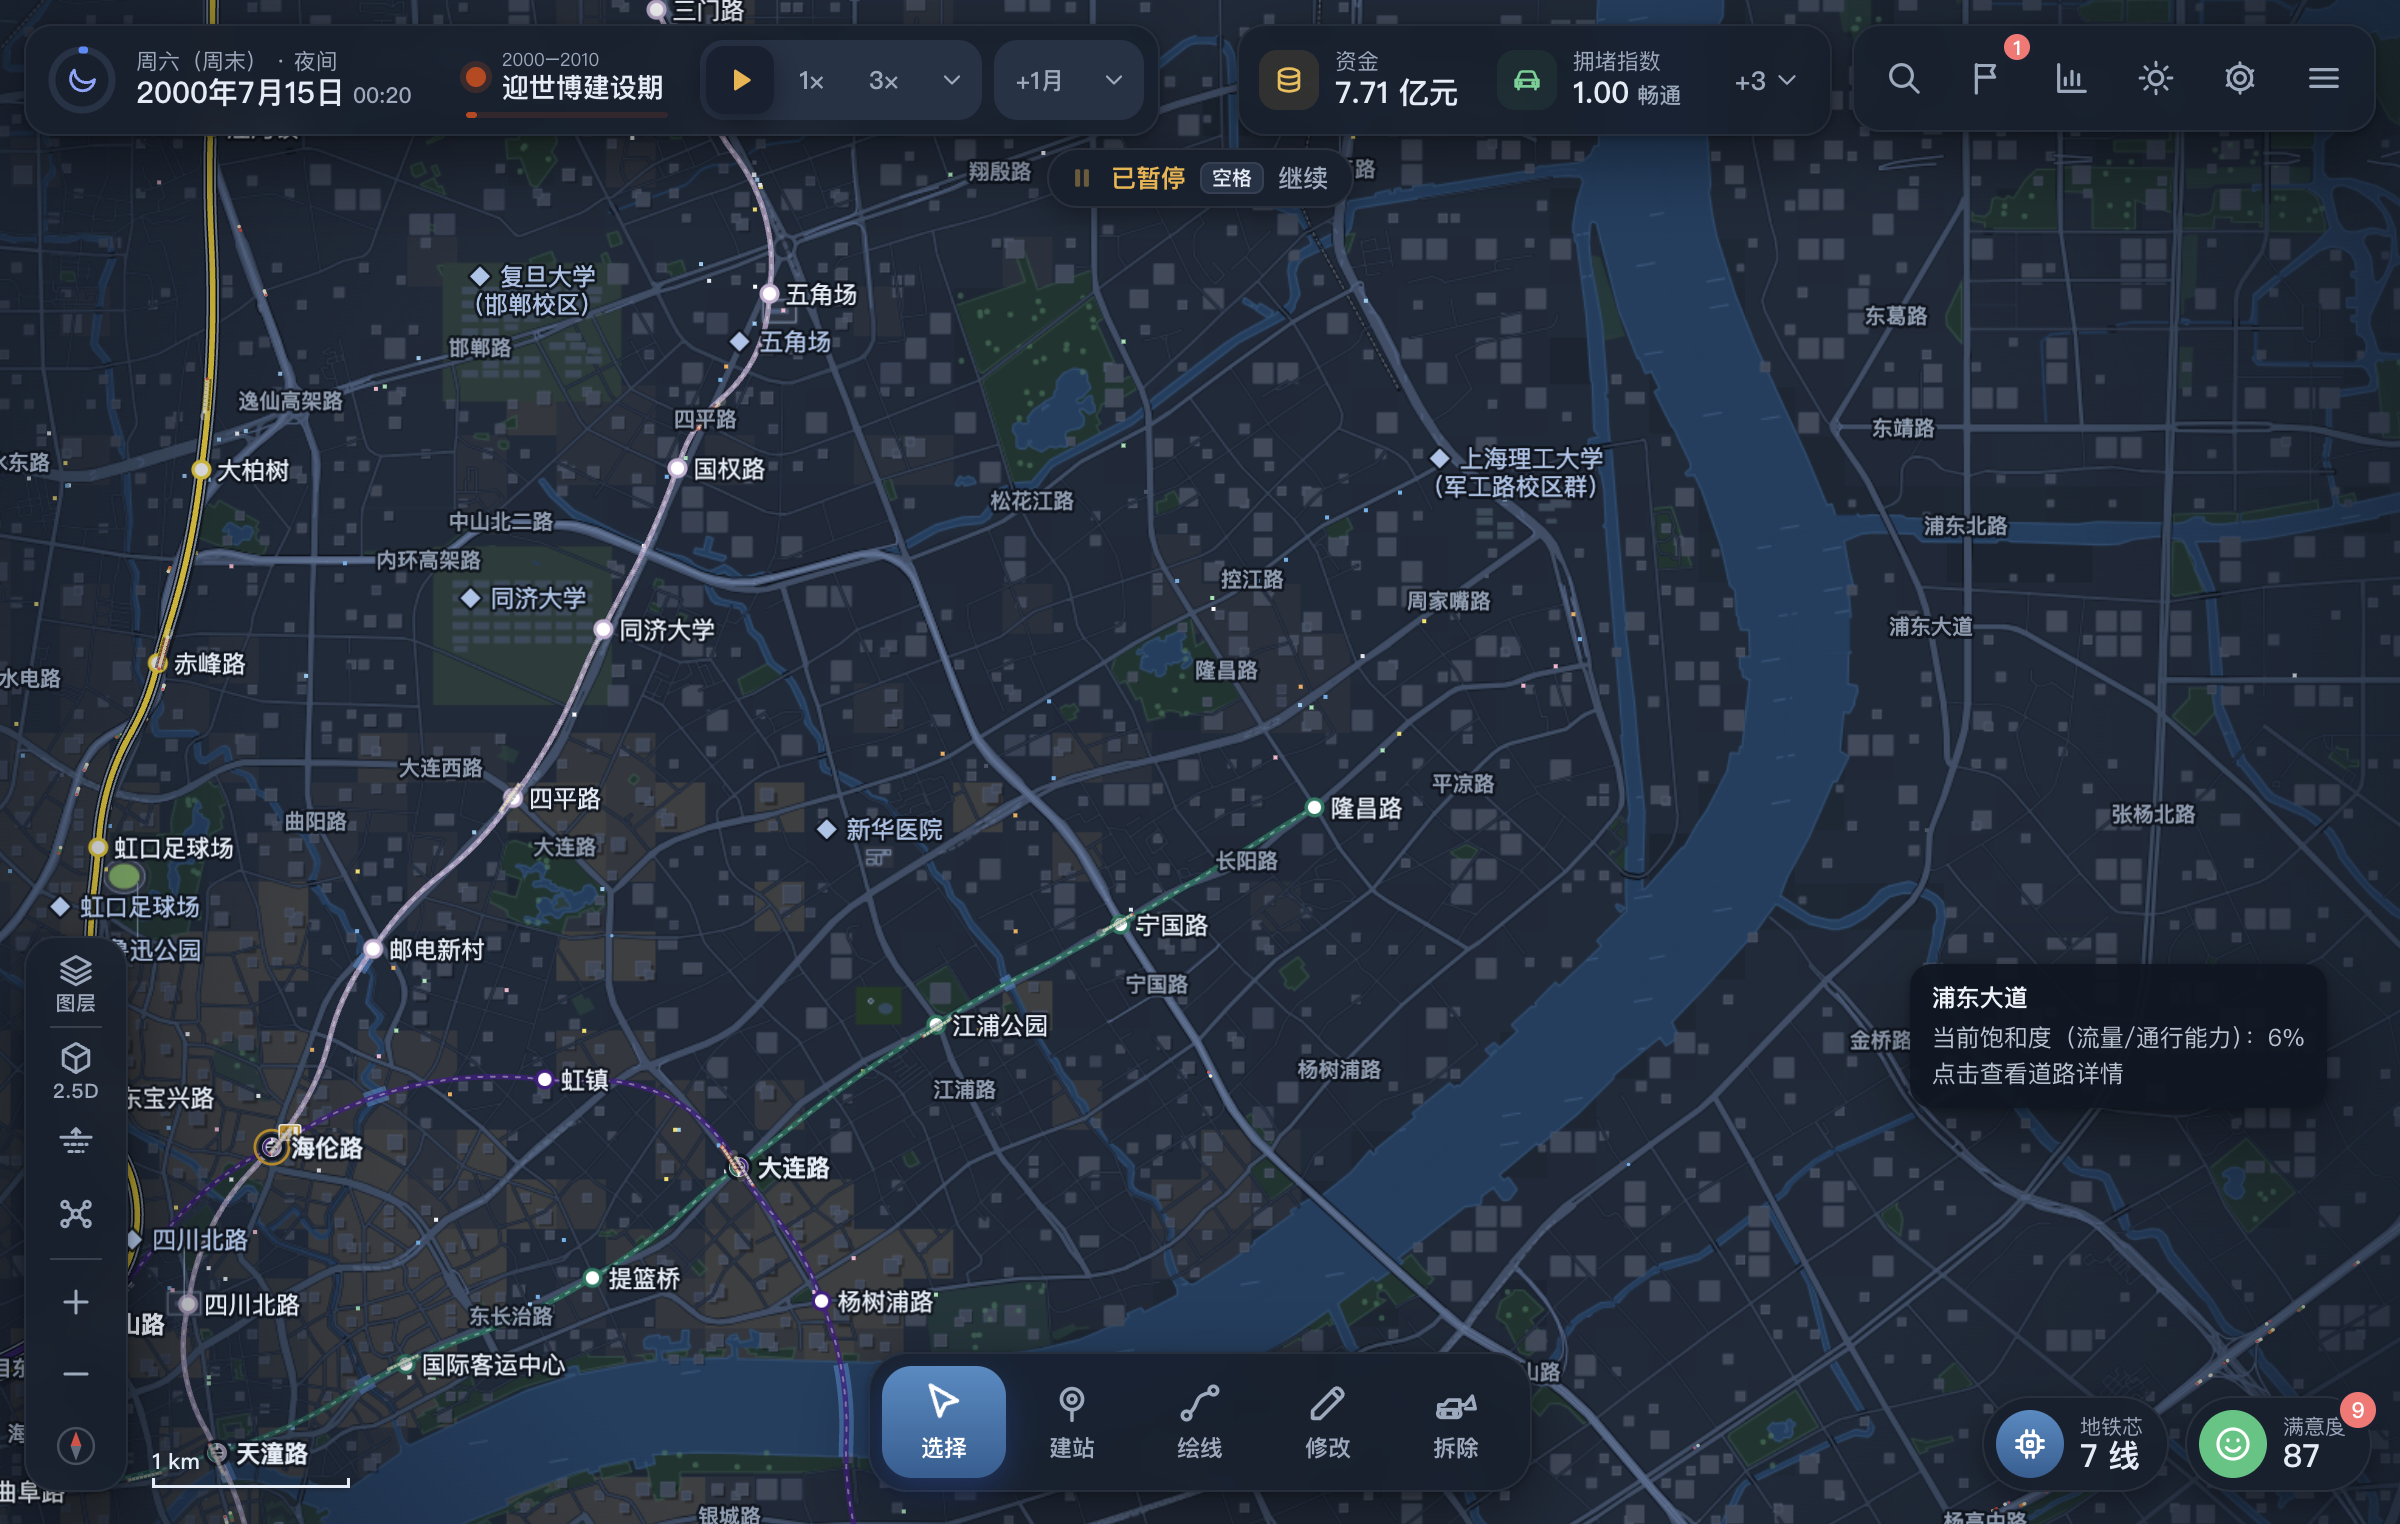 三门路
周六（周末） · 夜间
2000年7月15日 00:20
2000–2010
迎世博建设期
1x
3x
+1月
资金
7.71 亿元
拥堵指数
1.00 畅通
+3
1
已暂停 空格 继续
翔殷路
复旦大学
（邯郸校区）
五角场
五角场
邯郸路
东葛路
逸仙高架路
四平路
东靖路
大柏树
国权路
上海理工大学
（军工路校区群）
松花江路
中山北二路
浦东北路
内环高架路
控江路
同济大学
周家嘴路
同济大学
浦东大道
赤峰路
隆昌路
水电路
大连西路
平凉路
四平路
隆昌路
张杨北路
曲阳路
新华医院
虹口足球场
大连路
长阳路
虹口足球场
宁国路
邮电新村
图层
宁国路
浦东大道
当前饱和度（流量/通行能力）：6%
点击查看道路详情
江浦公园
金桥路
杨树浦路
虹镇
2.5D
江浦路
东宝兴路
海伦路
大连路
四川北路
提篮桥
杨树浦路
四川北路
东长治路
国际客运中心
选择
建站
绘线
修改
拆除
地铁芯
7 线
满意度
87
9
1 km
天潼路
曲阜路
银城路
杨高中路